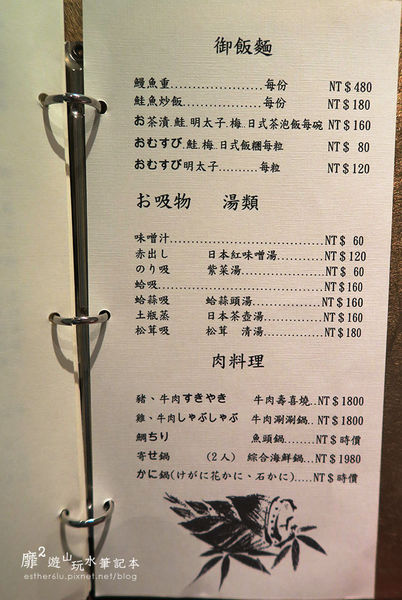 御飯麵
鰻魚重......................每份 NT$480
鮭魚炒飯...................每份 NT$180
お茶漬.鮭.明太子.梅..日式茶泡飯每碗 NT$160
おむすび.鮭.梅..日式飯糰每粒 NT$ 80
おむすび明太子..........每粒 NT$120
お吸物 湯類
味噌汁.....................................NT$ 60
赤出し 日本紅味噌湯...........NT$120
のり吸 紫菜湯....................NT$ 60
蛤吸.......................................NT$160
蛤蒜吸 蛤蒜頭湯................NT$160
土瓶蒸 日本茶壺湯.............NT$160
松茸吸 松茸 清湯..............NT$180
肉料理
豬、牛肉すきやき 牛肉壽喜燒..NT$1800
雞、牛肉しゃぶしゃぶ 牛肉涮涮鍋..NT$1800
鯛ちり 魚頭鍋........NT$時價
寄せ鍋 (2人) 綜合海鮮鍋...NT$1980
かに鍋(けがに花かに、石かに).....NT$時價
靡²遊山玩水筆記本
esther6lu.pixnet.net/blog